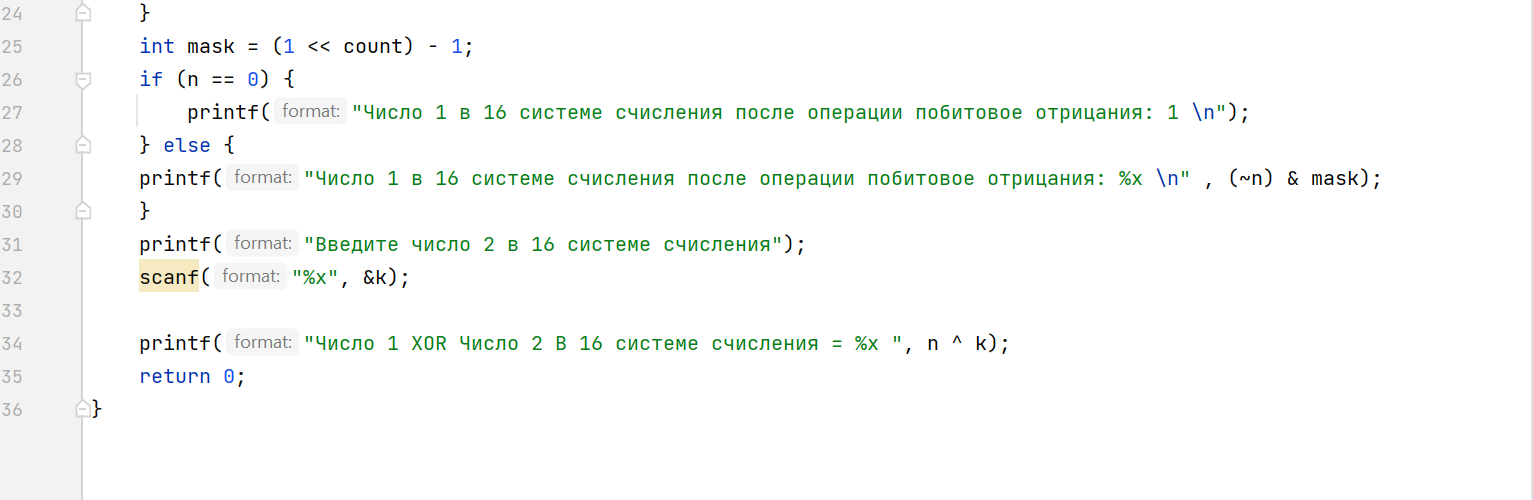 24 }
25 int mask = (1 << count) - 1;
26 if (n == 0) {
27 printf( format: "Число 1 в 16 системе счисления после операции побитовое отрицания: 1 \n");
28 } else {
29 printf( format: "Число 1 в 16 системе счисления после операции побитовое отрицания: %x \n" , (~n) & mask);
30 }
31 printf( format: "Введите число 2 в 16 системе счисления");
32 scanf( format: "%x", &k);
33
34 printf( format: "Число 1 XOR Число 2 В 16 системе счисления = %x ", n ^ k);
35 return 0;
36 }